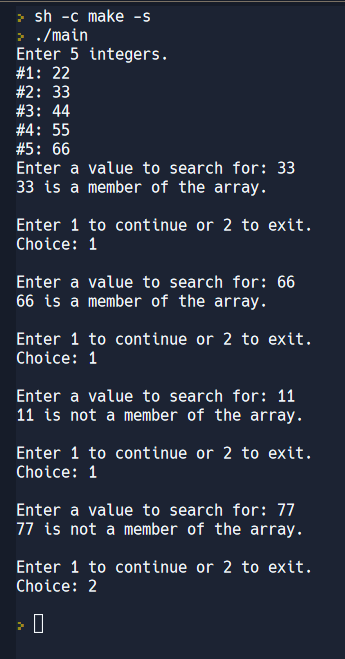 > sh -c make -s
> ./main
Enter 5 integers.
#1: 22
#2: 33
#3: 44
#4: 55
#5: 66
Enter a value to search for: 33
33 is a member of the array.

Enter 1 to continue or 2 to exit.
Choice: 1

Enter a value to search for: 66
66 is a member of the array.

Enter 1 to continue or 2 to exit.
Choice: 1

Enter a value to search for: 11
11 is not a member of the array.

Enter 1 to continue or 2 to exit.
Choice: 1

Enter a value to search for: 77
77 is not a member of the array.

Enter 1 to continue or 2 to exit.
Choice: 2

>